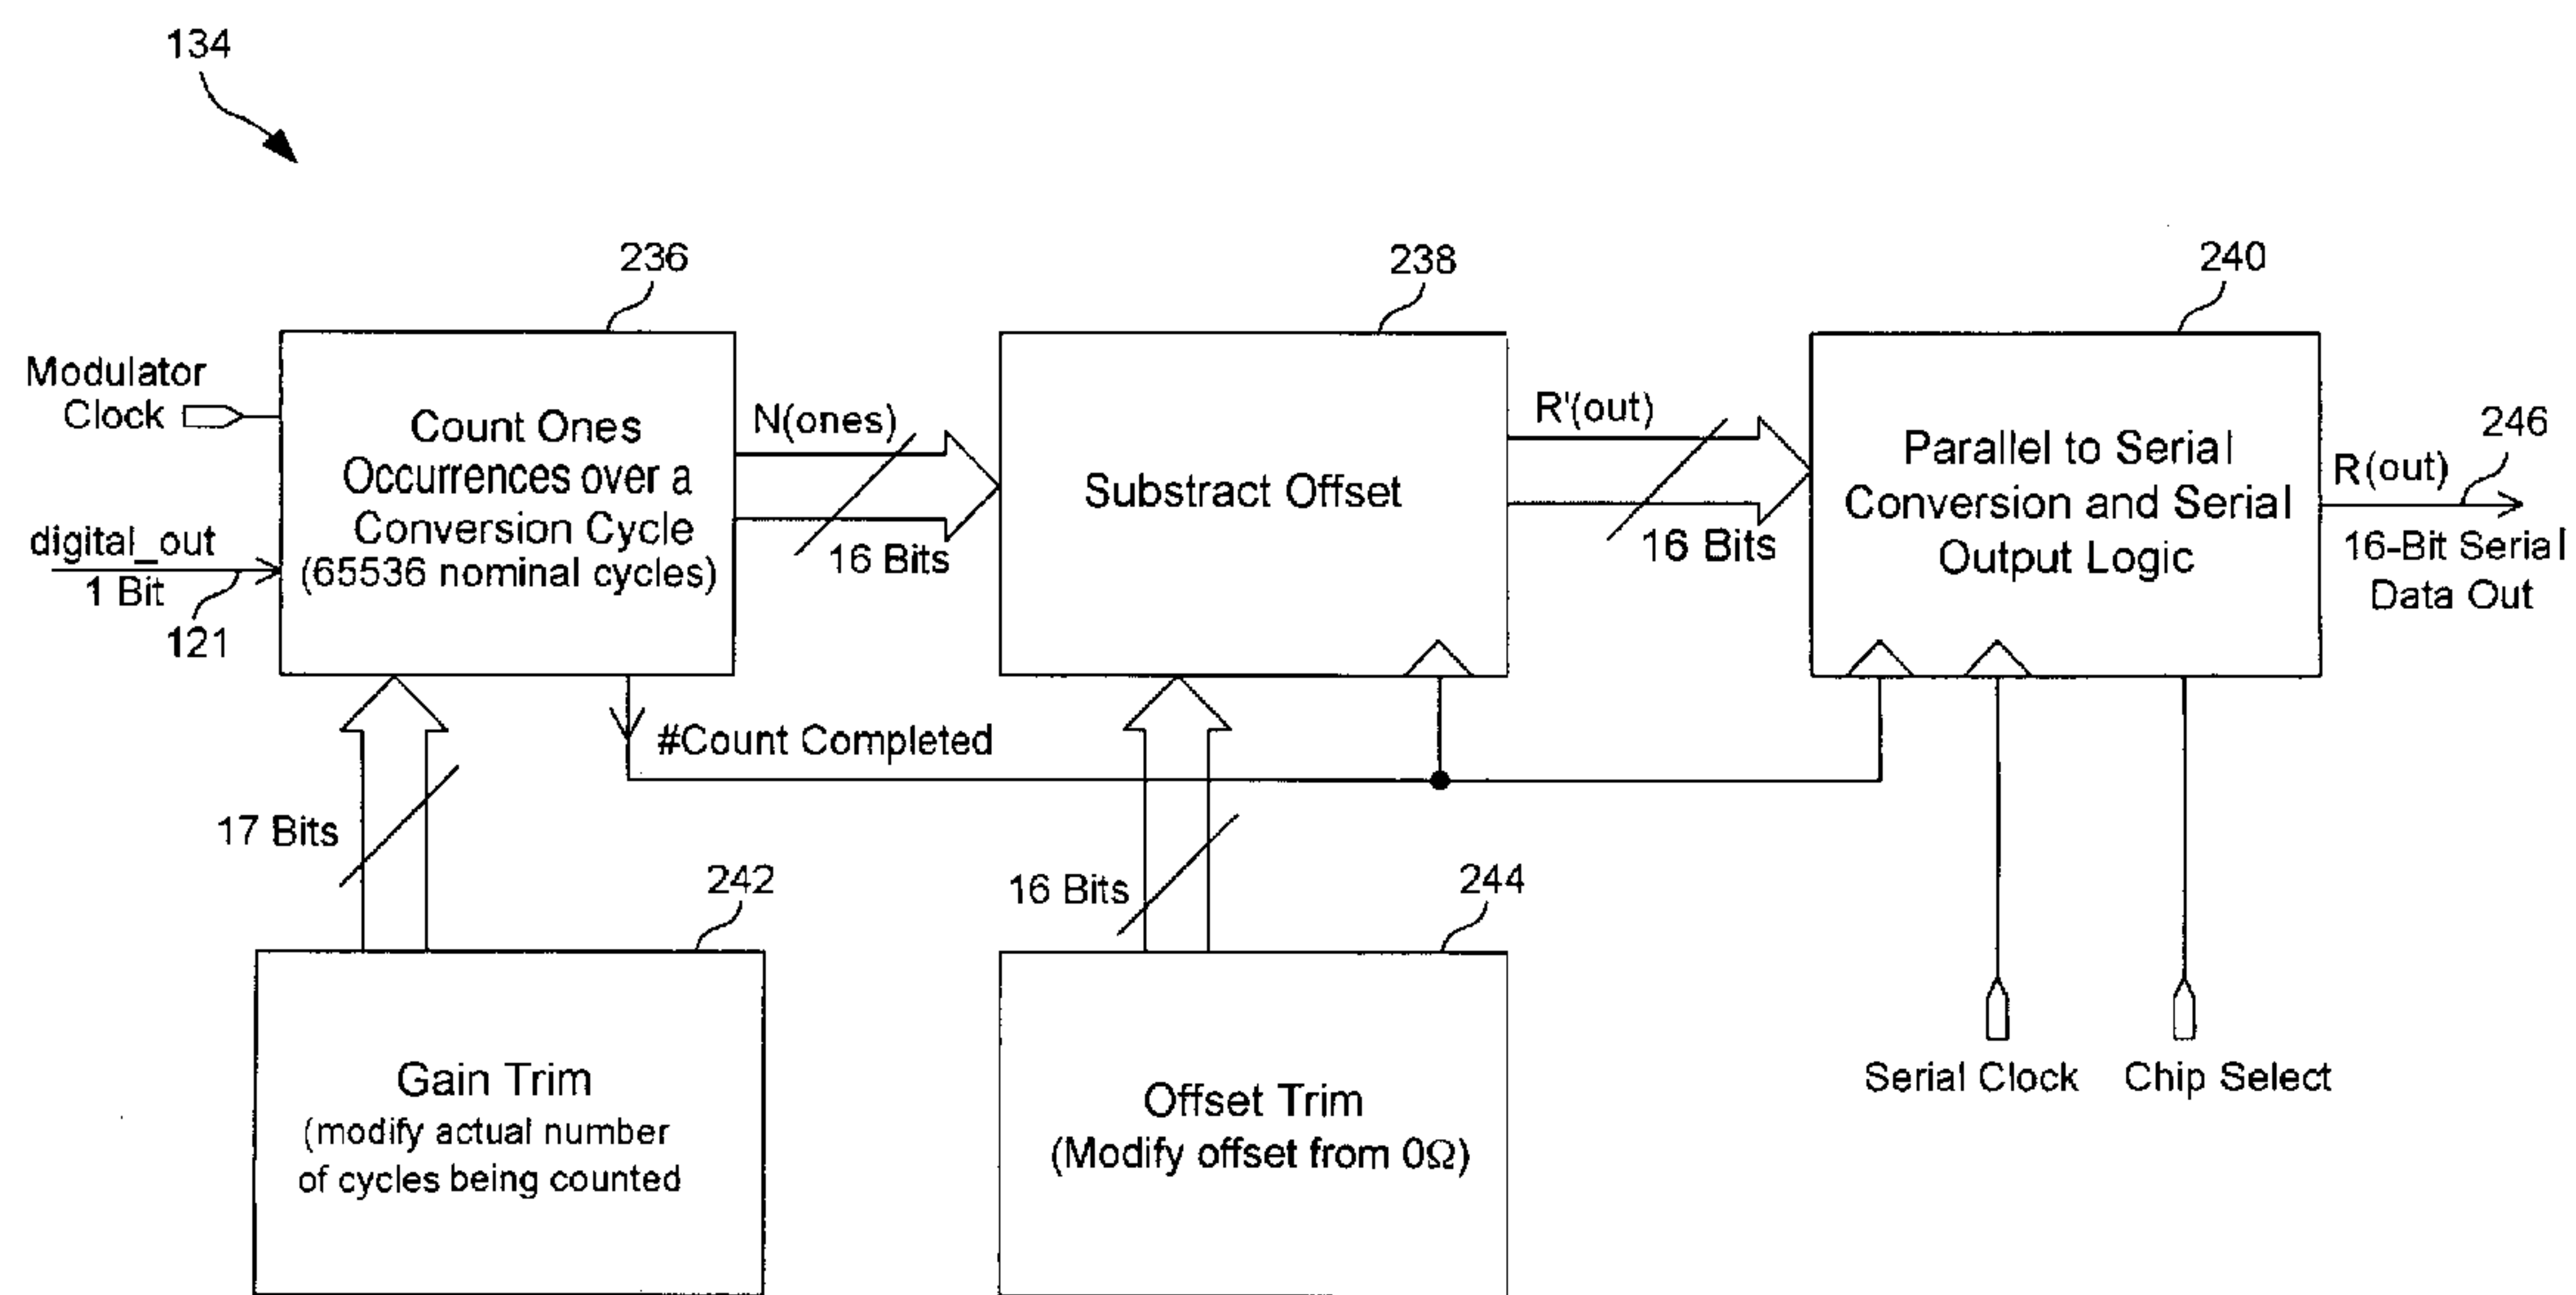 134
236
238
240
Modulator
Clock
digital_out
1 Bit
121
Count Ones
Occurrences over a
Conversion Cycle
(65536 nominal cycles)
N(ones)
16 Bits
Substract Offset
R'(out)
16 Bits
Parallel to Serial
Conversion and Serial
Output Logic
246
R(out)
16-Bit Serial
Data Out
#Count Completed
17 Bits
242
16 Bits
244
Gain Trim
(modify actual number
of cycles being counted
Offset Trim
(Modify offset from 0Ω)
Serial Clock
Chip Select